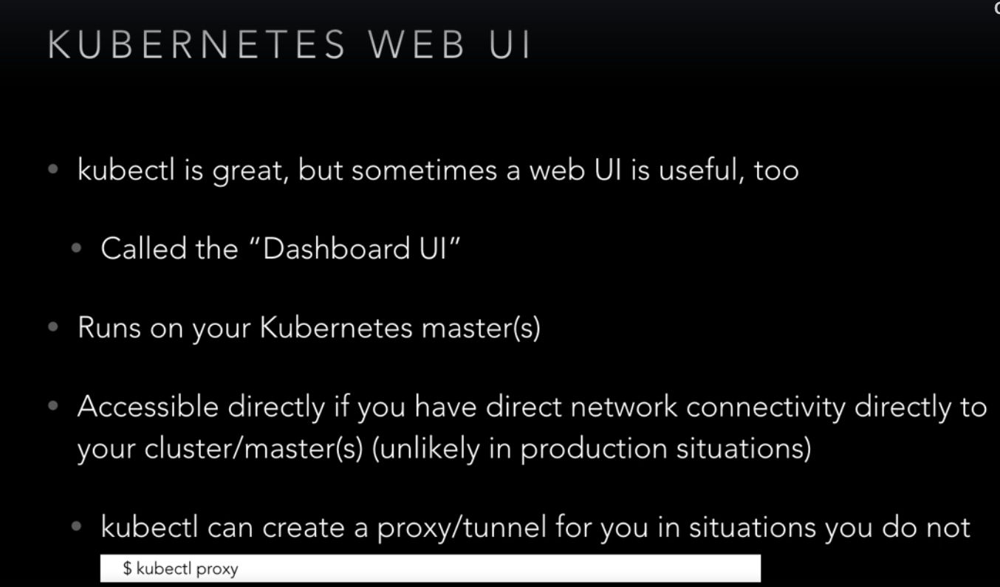 KUBERNETES WEB UI
• kubectl is great, but sometimes a web UI is useful, too
• Called the “Dashboard UI”
• Runs on your Kubernetes master(s)
• Accessible directly if you have direct network connectivity directly to
your cluster/master(s) (unlikely in production situations)
• kubectl can create a proxy/tunnel for you in situations you do not
$ kubectl proxy